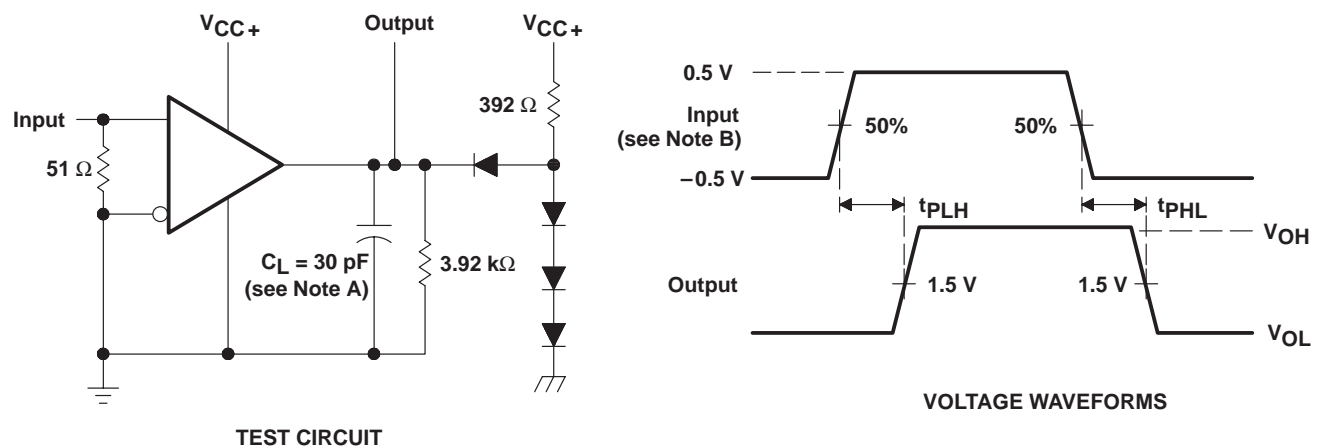 VCC+
Output
VCC+
Input
51 Ω
392 Ω
CL = 30 pF
(see Note A)
3.92 kΩ
TEST CIRCUIT
0.5 V
Input
(see Note B)
50%
50%
−0.5 V
tPLH
tPHL
VOH
Output
1.5 V
1.5 V
VOL
VOLTAGE WAVEFORMS